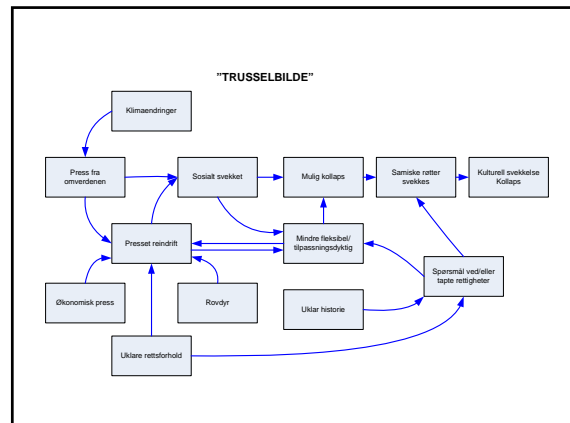 ”TRUSSELBILDE”
Klimaendringer
Press fra
omverdenen
Sosialt svekket
Mulig kollaps
Samiske røtter
svekkes
Kulturell svekkelse
Kollaps
Presset reindrift
Mindre fleksibel/
tilpassningsdyktig
Spørsmål ved/eller
tapte rettigheter
Økonomisk press
Rovdyr
Uklar historie
Uklare rettsforhold